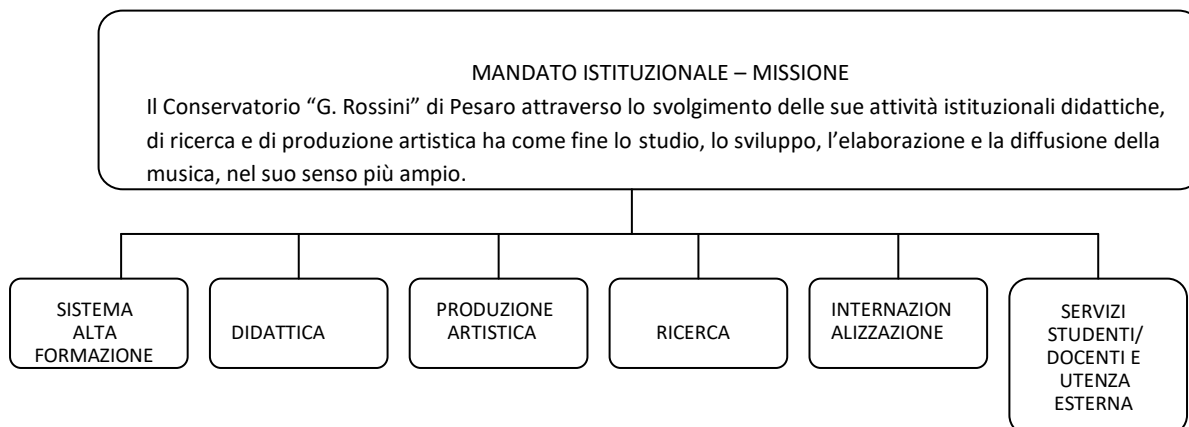 MANDATO ISTITUZIONALE – MISSIONE
Il Conservatorio “G. Rossini” di Pesaro attraverso lo svolgimento delle sue attività istituzionali didattiche,
di ricerca e di produzione artistica ha come fine lo studio, lo sviluppo, l’elaborazione e la diffusione della
musica, nel suo senso più ampio.
SISTEMA
ALTA
FORMAZIONE
DIDATTICA
PRODUZIONE
ARTISTICA
RICERCA
INTERNAZION
ALIZZAZIONE
SERVIZI
STUDENTI/
DOCENTI E
UTENZA
ESTERNA